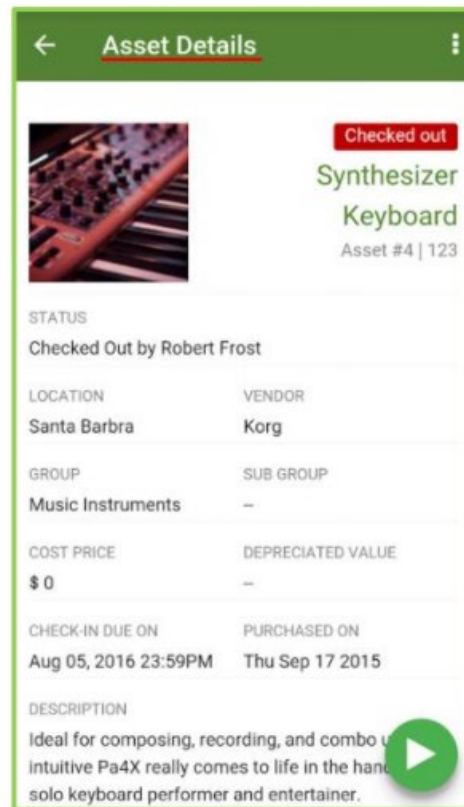 Asset Details
Checked out
Synthesizer
Keyboard
Asset #4 | 123
STATUS
Checked Out by Robert Frost
LOCATION VENDOR
Santa Barbra Korg
GROUP SUB GROUP
Music Instruments –
COST PRICE DEPRECIATED VALUE
$ 0 –
CHECK-IN DUE ON PURCHASED ON
Aug 05, 2016 23:59PM Thu Sep 17 2015
DESCRIPTION
Ideal for composing, recording, and combo
intuitive Pa4X really comes to life in the
solo keyboard performer and entertainer.